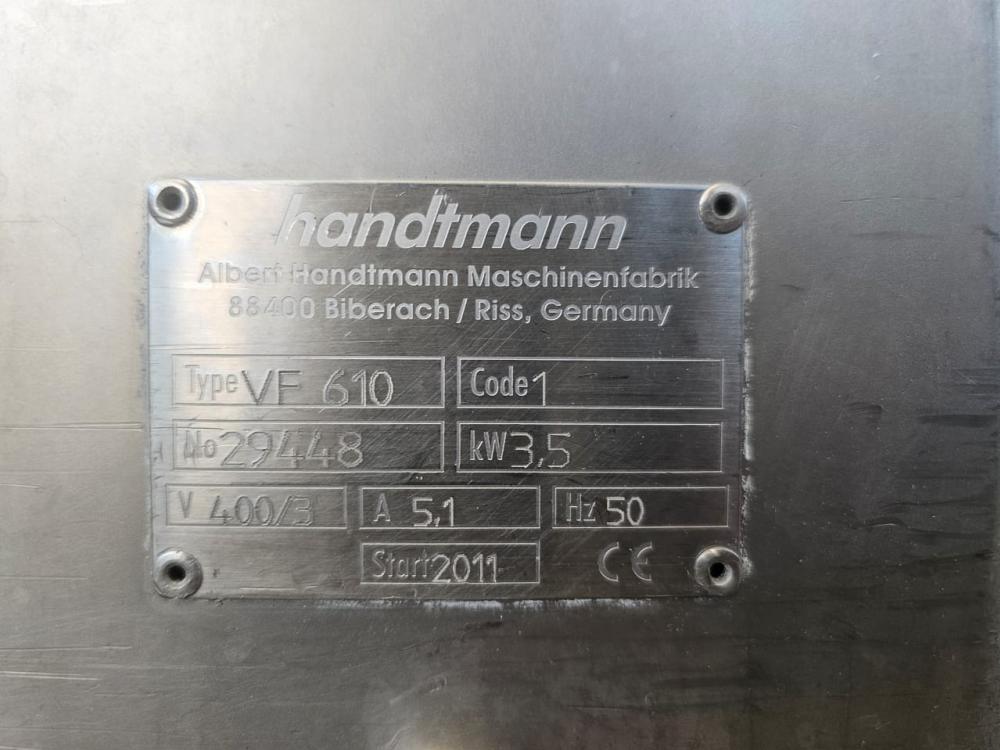 handtmann
Albert Handtmann Maschinenfabrik
88400 Biberach / Riss, Germany
Type VF 610 Code 1
No 29448 kW 3,5
V 400/3 A 5,1 Hz 50
Start 2011 CE